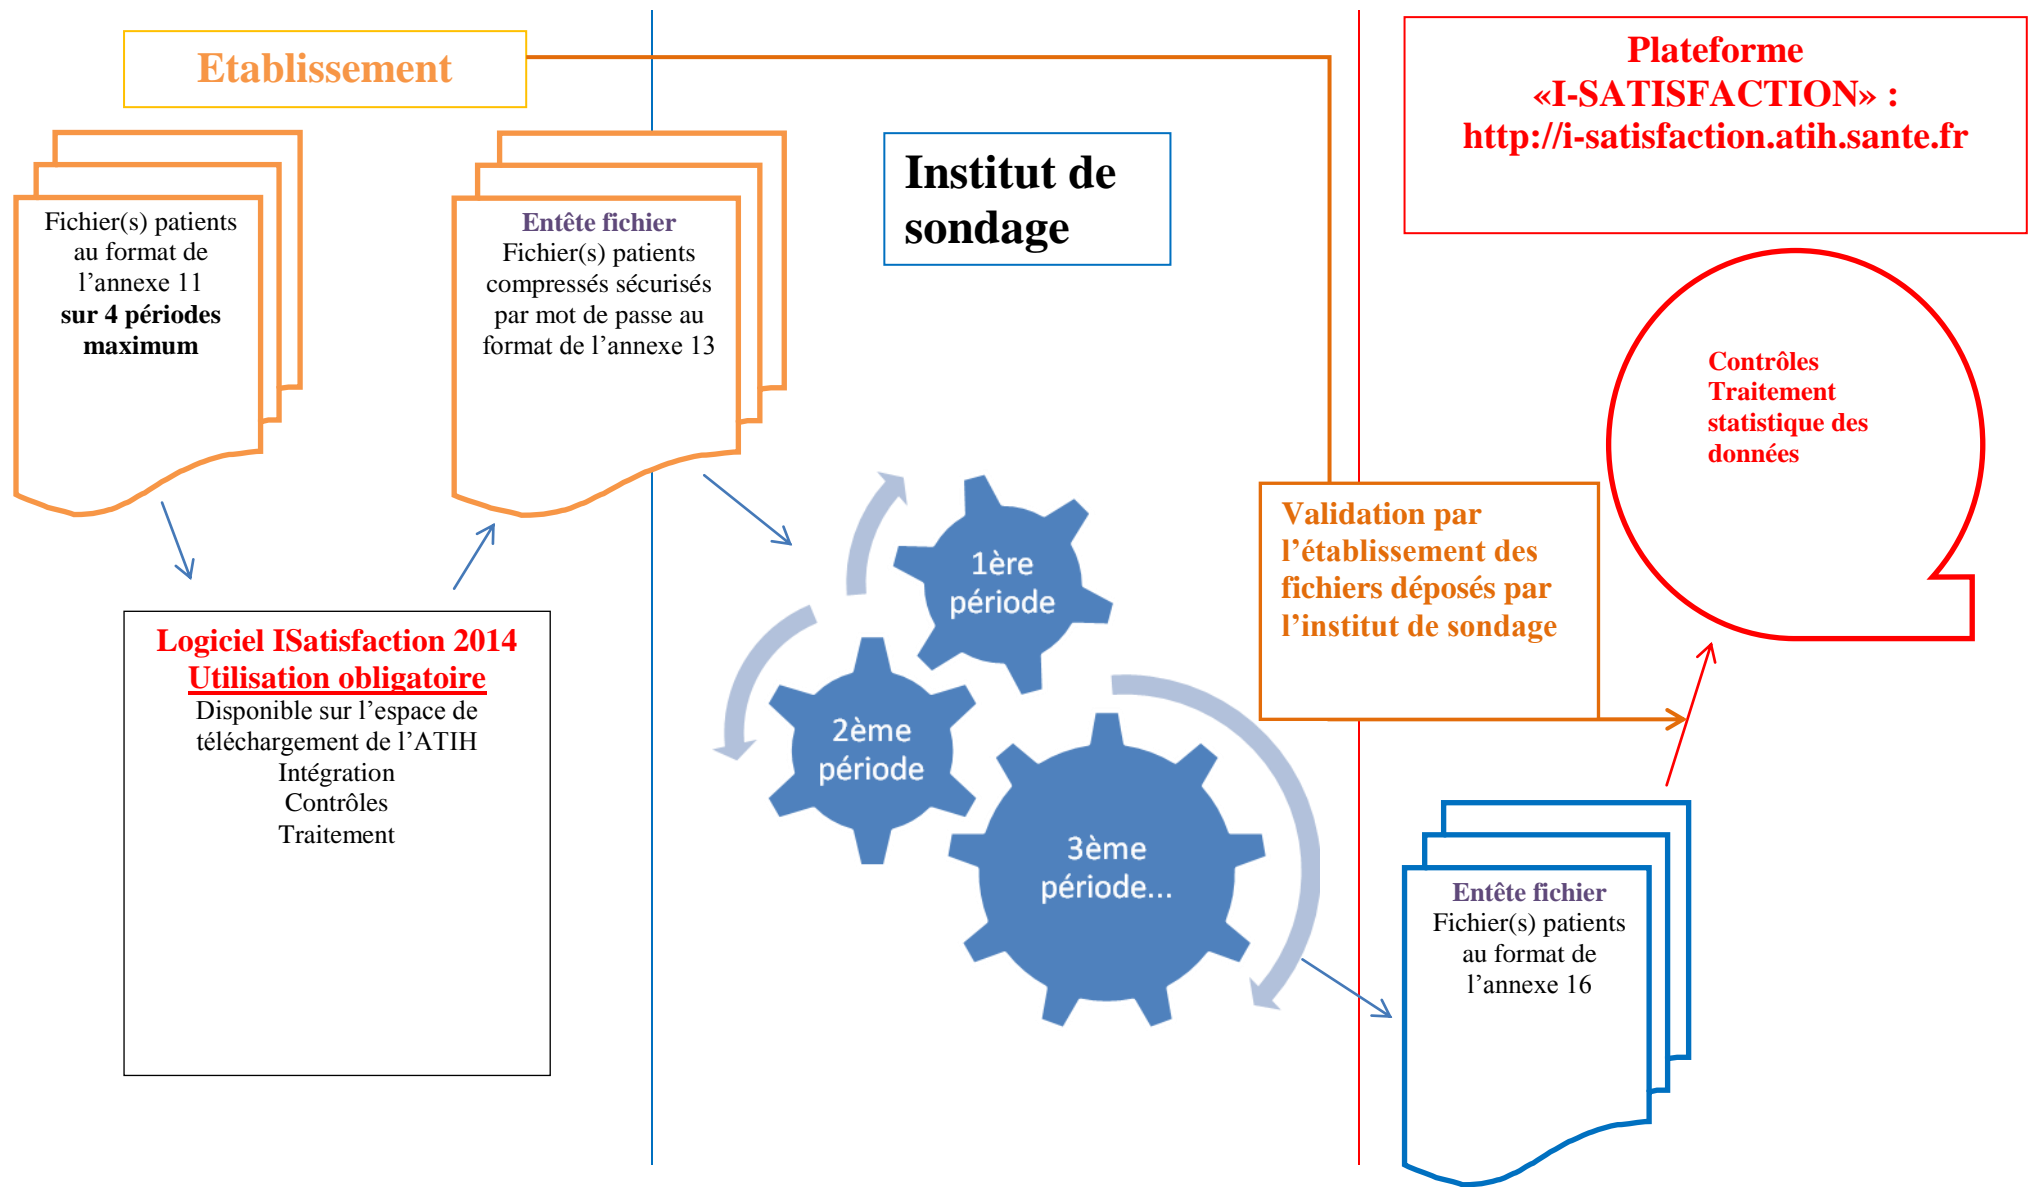 Etablissement
Plateforme
«I-SATISFACTION» :
http://i-satisfaction.atih.sante.fr
Institut de
sondage
Fichier(s) patients
au format de
l’annexe 11
sur 4 périodes
maximum
Entête fichier
Fichier(s) patients
compressés sécurisés
par mot de passe au
format de l’annexe 13
Logiciel ISatisfaction 2014
Utilisation obligatoire
Disponible sur l’espace de
téléchargement de l’ATIH
Intégration
Contrôles
Traitement
1ère
période
2ème
période
3ème
période...
Validation par
l’établissement des
fichiers déposés par
l’institut de sondage
Contrôles
Traitement
statistique des
données
Entête fichier
Fichier(s) patients
au format de
l’annexe 16